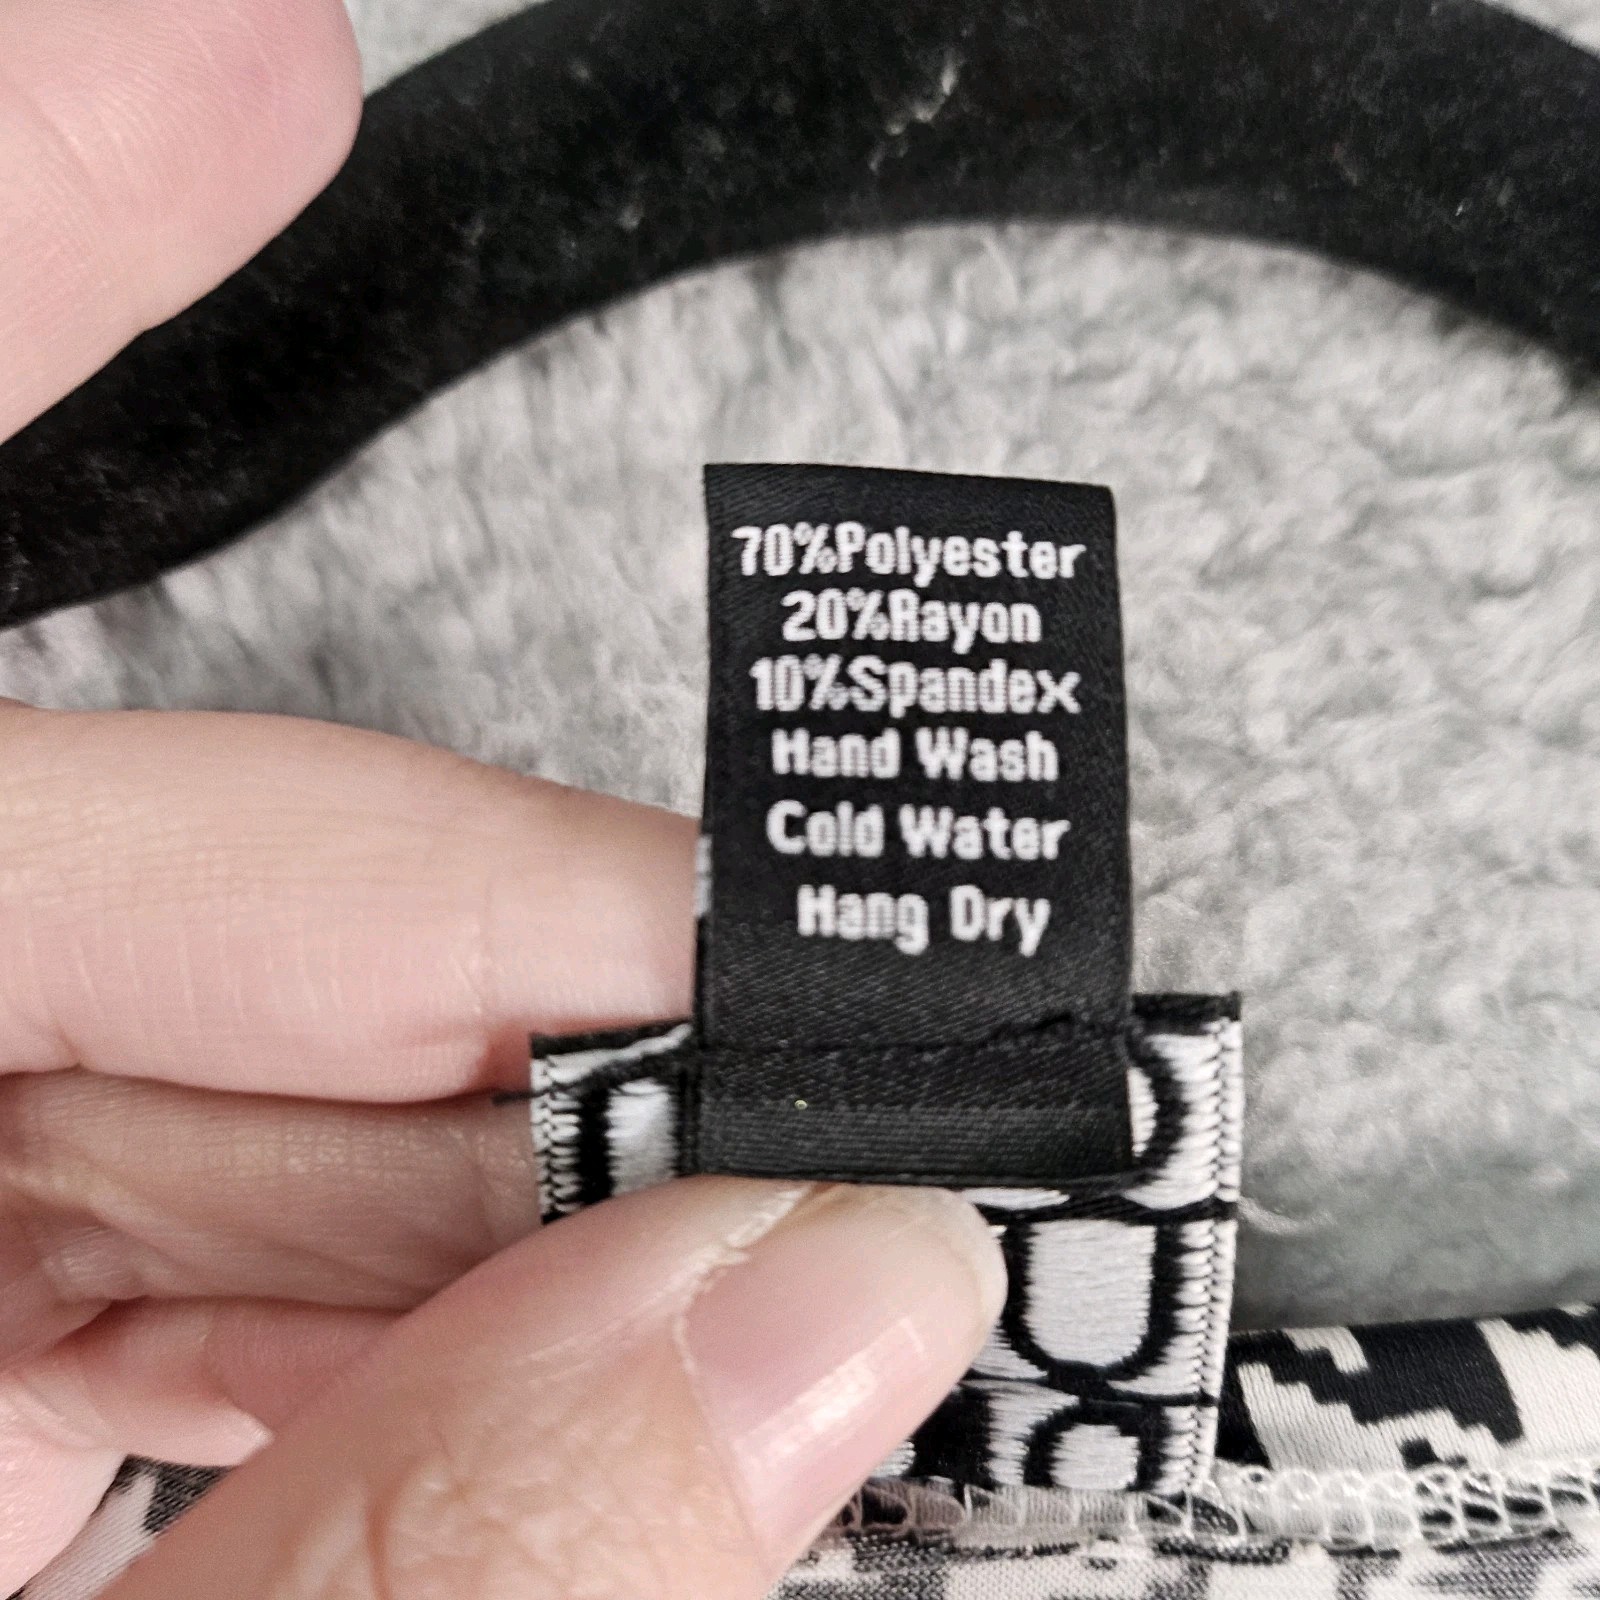 70%Polyester
20%Rayon
10%Spandex
Hand Wash
Cold Water
Hang Dry